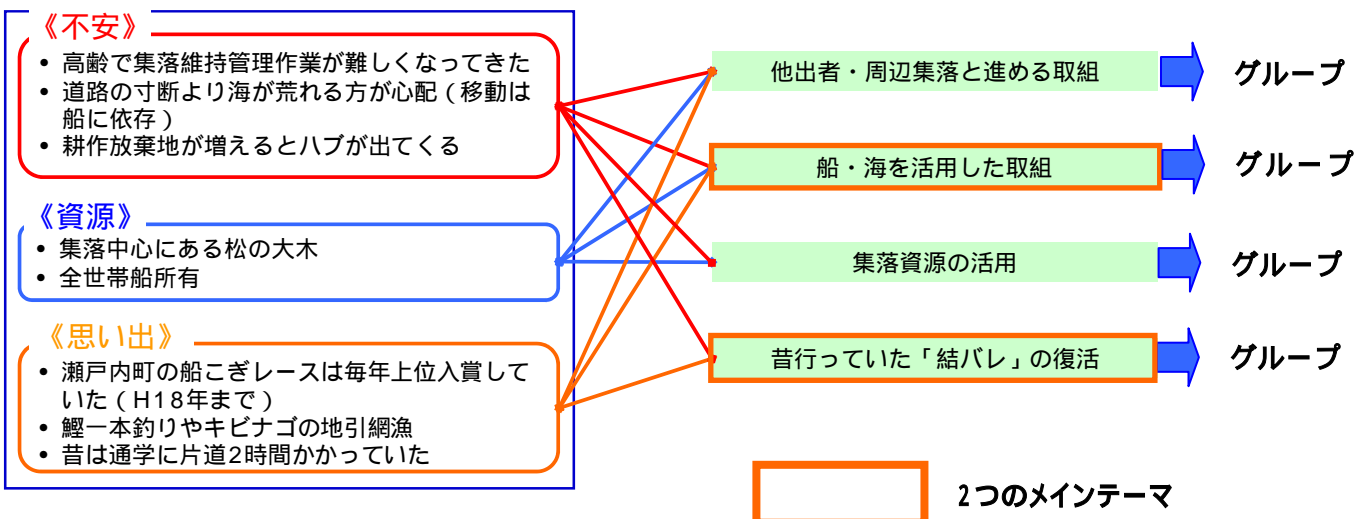 《不安》
• 高齢で集落維持管理作業が難しくなってきた
• 道路の寸断より海が荒れる方が心配（移動は
船に依存）
• 耕作放棄地が増えるとハブが出てくる
《資源》
• 集落中心にある松の大木
• 全世帯船所有
《思い出》
• 瀬戸内町の船こぎレースは毎年上位入賞して
いた（H18年まで）
• 鰹一本釣りやキビナゴの地引網漁
• 昔は通学に片道2時間かかっていた
他出者・周辺集落と進める取組
グループ
船・海を活用した取組
グループ
集落資源の活用
グループ
昔行っていた「結バレ」の復活
グループ
2つのメインテーマ